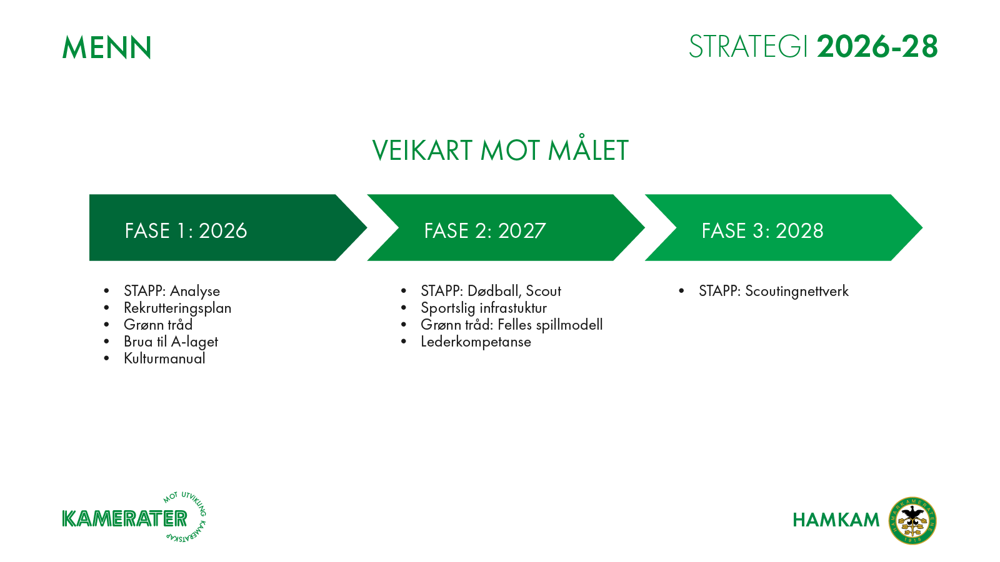 MENN
STRATEGI 2026-28
VEIKART MOT MÅLET
FASE 1: 2026
• STAPP: Analyse
• Rekrutteringsplan
• Grønn tråd
• Brua til A-laget
• Kulturmanual
FASE 2: 2027
• STAPP: Dødball, Scout
• Sportslig infrastuktur
• Grønn tråd: Felles spillmodell
• Lederkompetanse
FASE 3: 2028
• STAPP: Scoutingnettverk
KAMERATER
MOT UTVIKLING KAMERATSKAP
HAMKAM
HAMARKAMERATENE
1918